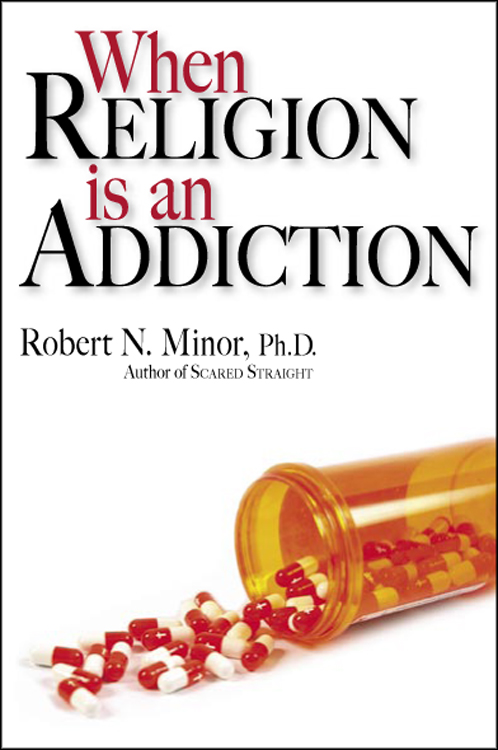 When
RELIGION
is an
ADDICTION
Robert N. Minor, Ph.D.
Author of SCARED STRAIGHT